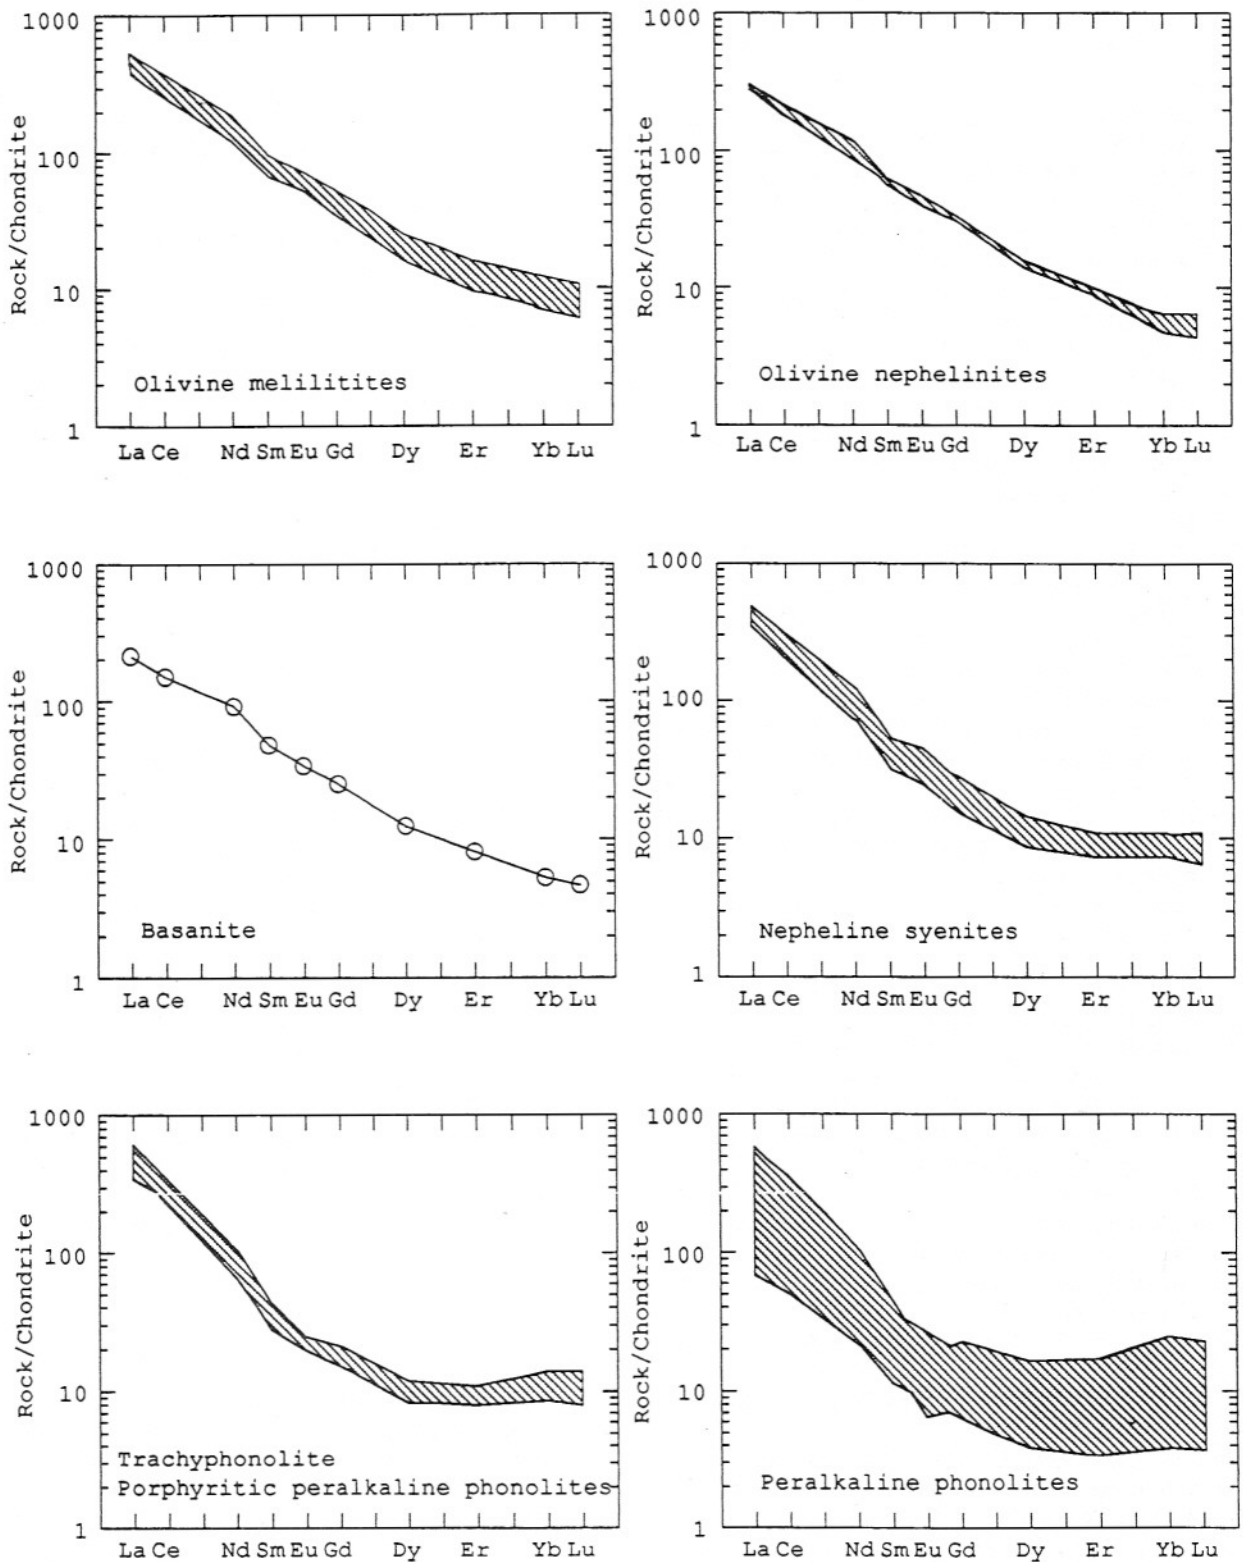 1000
100
10
1
Rock/Chondrite
Olivine melilitites
La Ce Nd Sm Eu Gd Dy Er Yb Lu
1000
100
10
1
Rock/Chondrite
Olivine nephelinites
La Ce Nd Sm Eu Gd Dy Er Yb Lu
1000
100
10
1
Rock/Chondrite
Basanite
La Ce Nd Sm Eu Gd Dy Er Yb Lu
1000
100
10
1
Rock/Chondrite
Nepheline syenites
La Ce Nd Sm Eu Gd Dy Er Yb Lu
1000
100
10
1
Rock/Chondrite
Trachyphonolite
Porphyritic peralkaline phonolites
La Ce Nd Sm Eu Gd Dy Er Yb Lu
1000
100
10
1
Rock/Chondrite
Peralkaline phonolites
La Ce Nd Sm Eu Gd Dy Er Yb Lu